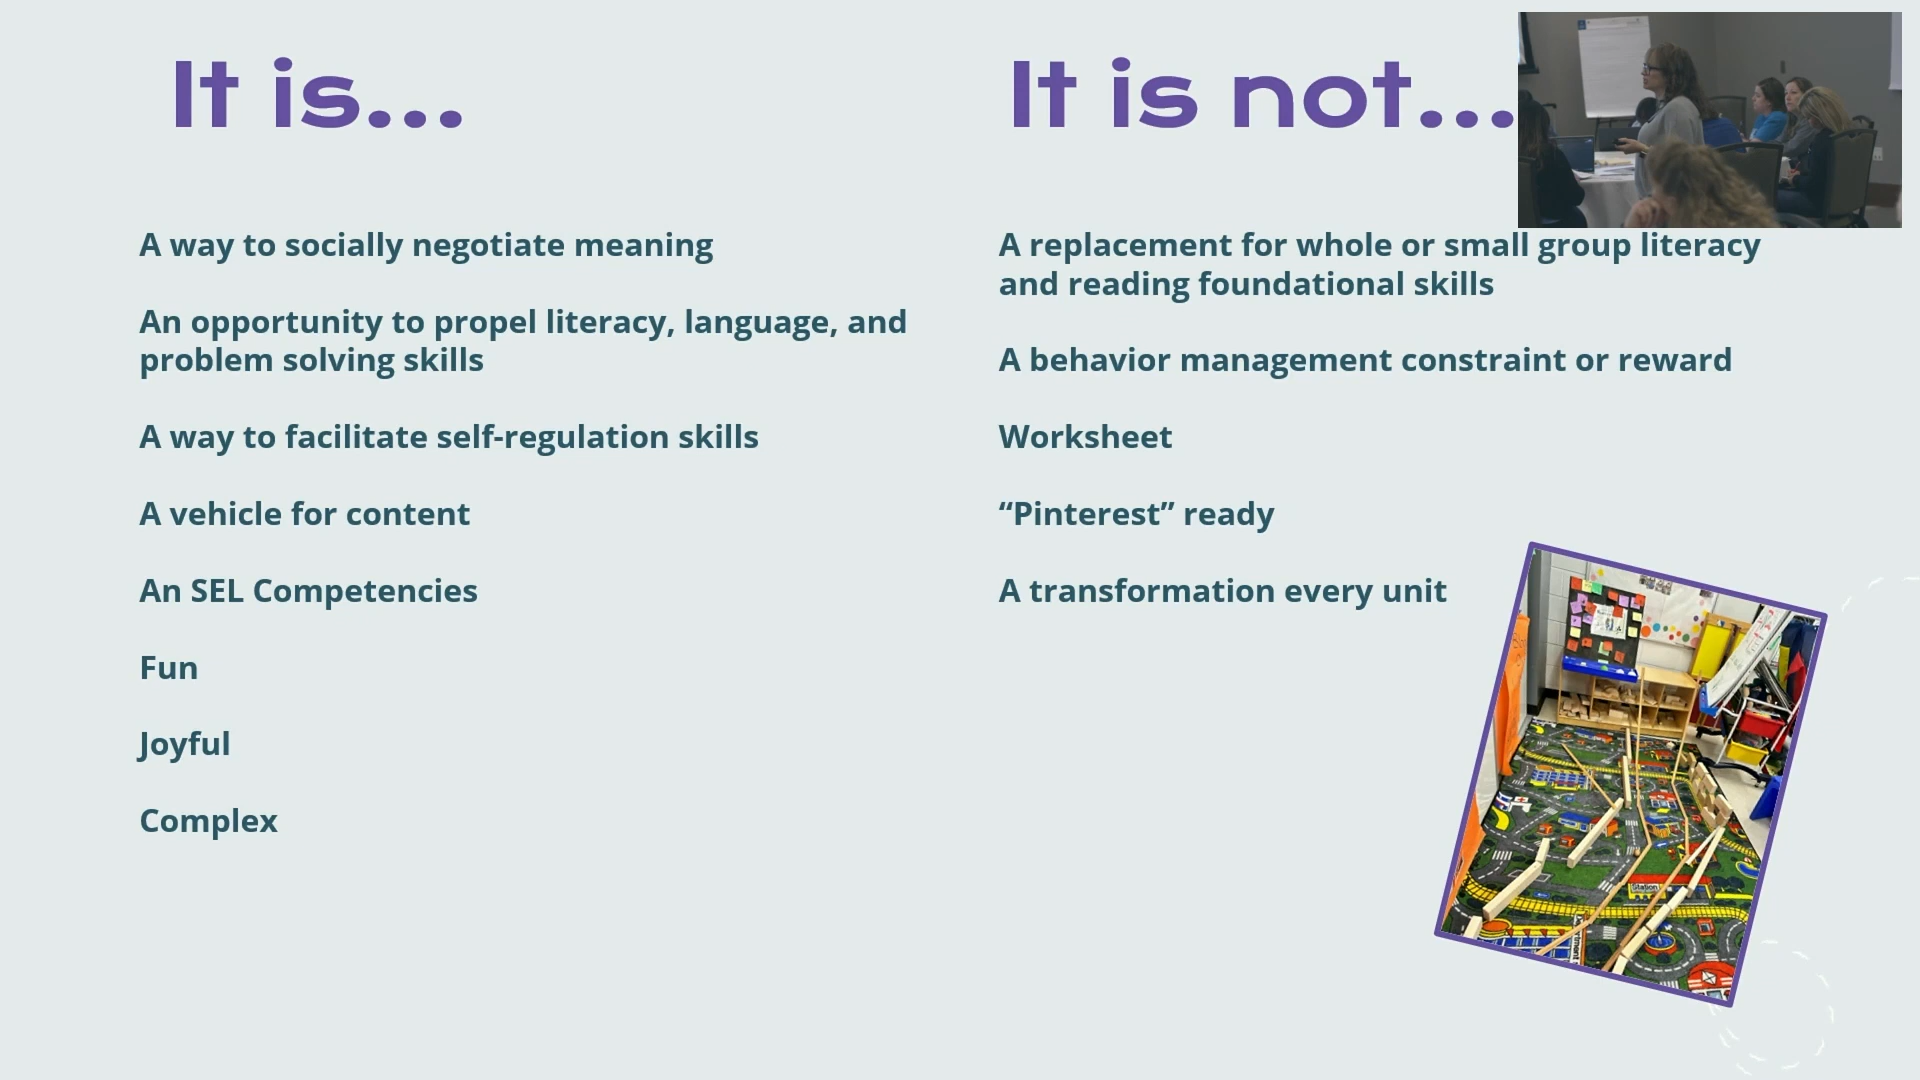 It is...
A way to socially negotiate meaning
An opportunity to propel literacy, language, and
problem solving skills
A way to facilitate self-regulation skills
A vehicle for content
An SEL Competencies
Fun
Joyful
Complex
It is not...
A replacement for whole or small group literacy
and reading foundational skills
A behavior management constraint or reward
Worksheet
“Pinterest” ready
A transformation every unit
Station